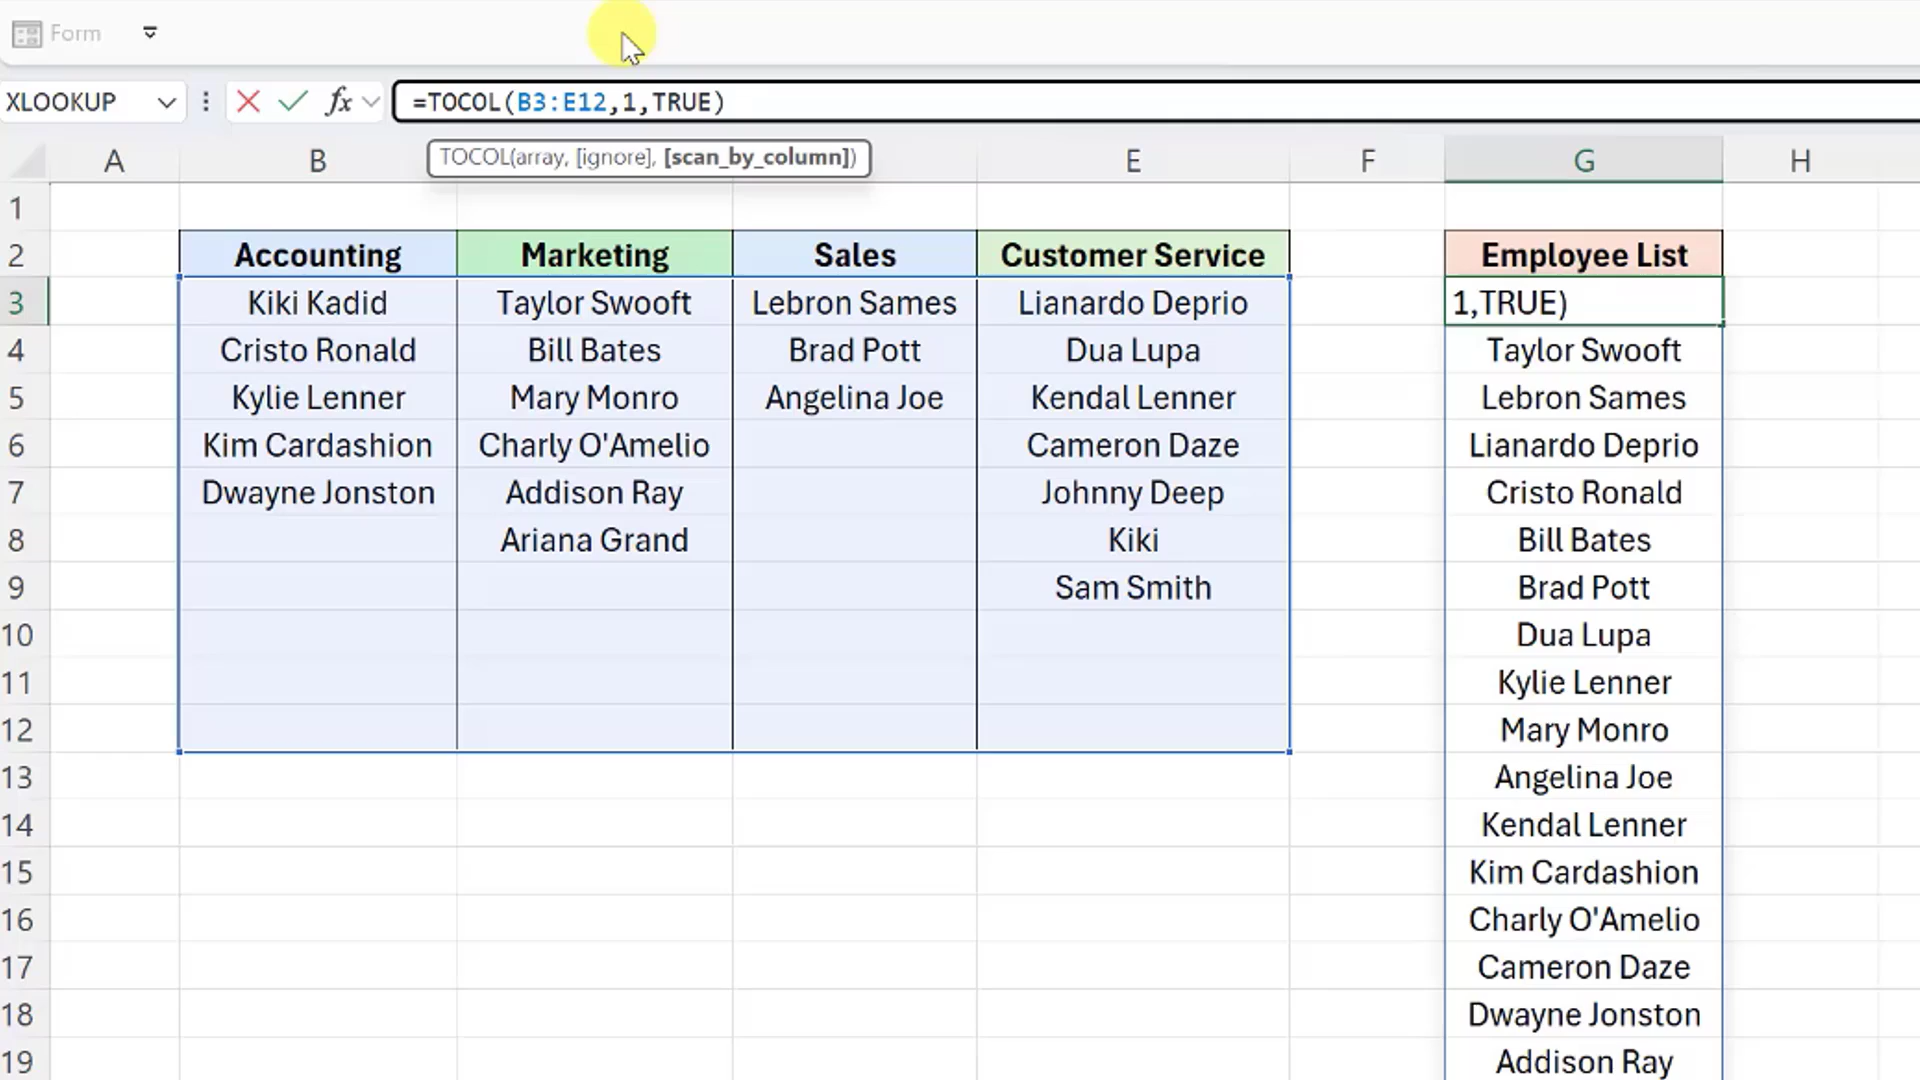 Form
XLOOKUP fx =TOCOL(B3:E12,1,TRUE)
TOCOL(array, [ignore], [scan_by_column])
A B E F G H
1
2 Accounting Marketing Sales Customer Service Employee List
3 Kiki Kadid Taylor Swooft Lebron Sames Lianardo Deprio 1,TRUE)
4 Cristo Ronald Bill Bates Brad Pott Dua Lupa Taylor Swooft
5 Kylie Lenner Mary Monro Angelina Joe Kendal Lenner Lebron Sames
6 Kim Cardashion Charly O'Amelio Cameron Daze Lianardo Deprio
7 Dwayne Jonston Addison Ray Johnny Deep Cristo Ronald
8 Ariana Grand Kiki Bill Bates
9 Sam Smith Brad Pott
10 Dua Lupa
11 Kylie Lenner
12 Mary Monro
13 Angelina Joe
14 Kendal Lenner
15 Kim Cardashion
16 Charly O'Amelio
17 Cameron Daze
18 Dwayne Jonston
19 Addison Ray